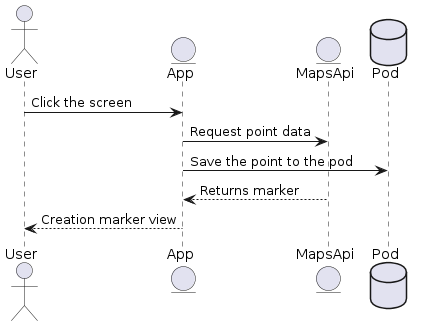 User App MapsApi Pod
Click the screen
Request point data
Save the point to the pod
Returns marker
Creation marker view
User App MapsApi Pod